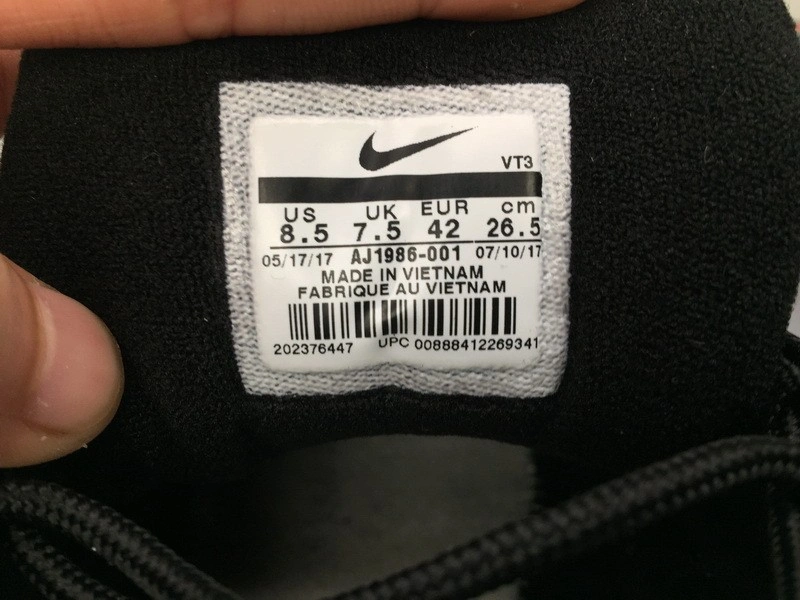 VT3
US UK EUR cm
8.5 7.5 42 26.5
05/17/17 AJ1986-001 07/10/17
MADE IN VIETNAM
FABRIQUE AU VIETNAM
202376447 UPC 00888412269341